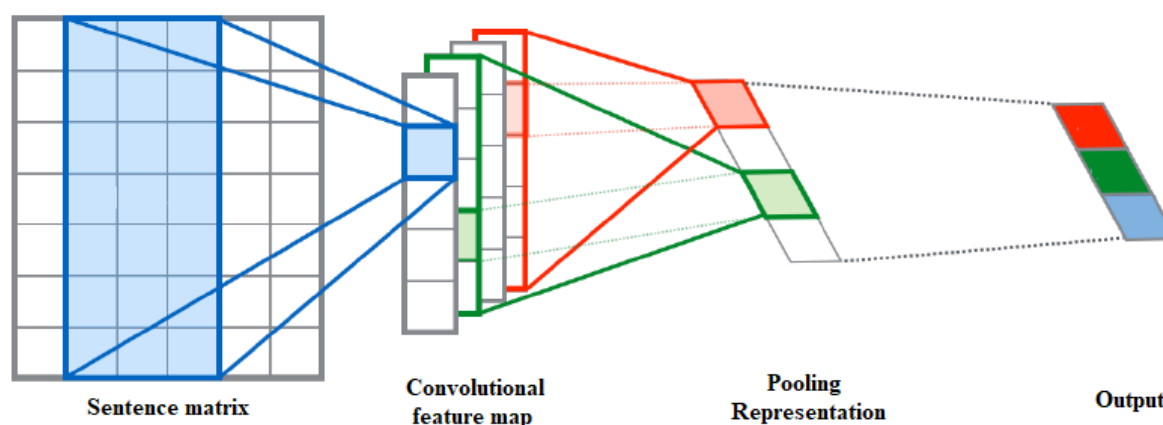 Sentence matrix
Convolutional
feature map
Pooling
Representation
Output